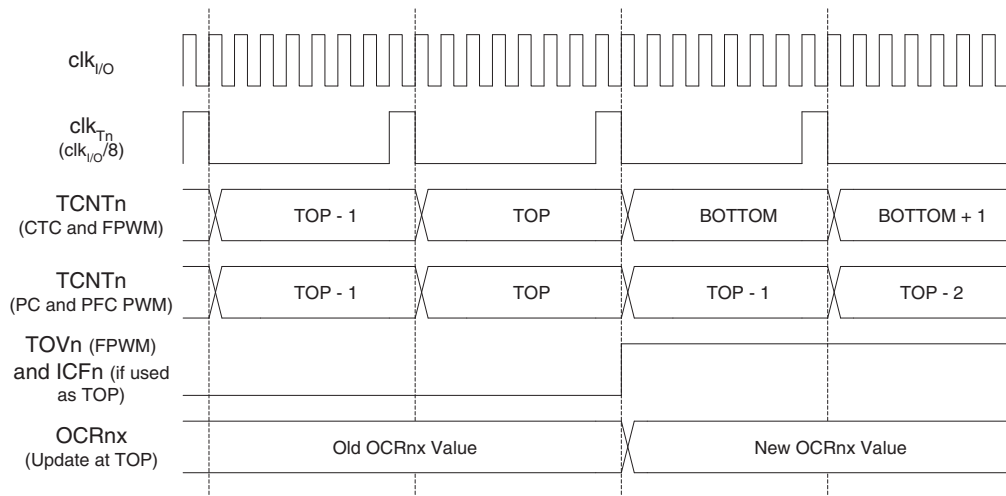 clkI/O
clkTn
(clkI/O/8)
TCNTn
(CTC and FPWM)
TOP - 1
TOP
BOTTOM
BOTTOM + 1
TCNTn
(PC and PFC PWM)
TOP - 1
TOP
TOP - 1
TOP - 2
TOVn (FPWM)
and ICFn (if used
as TOP)
OCRnx
(Update at TOP)
Old OCRnx Value
New OCRnx Value